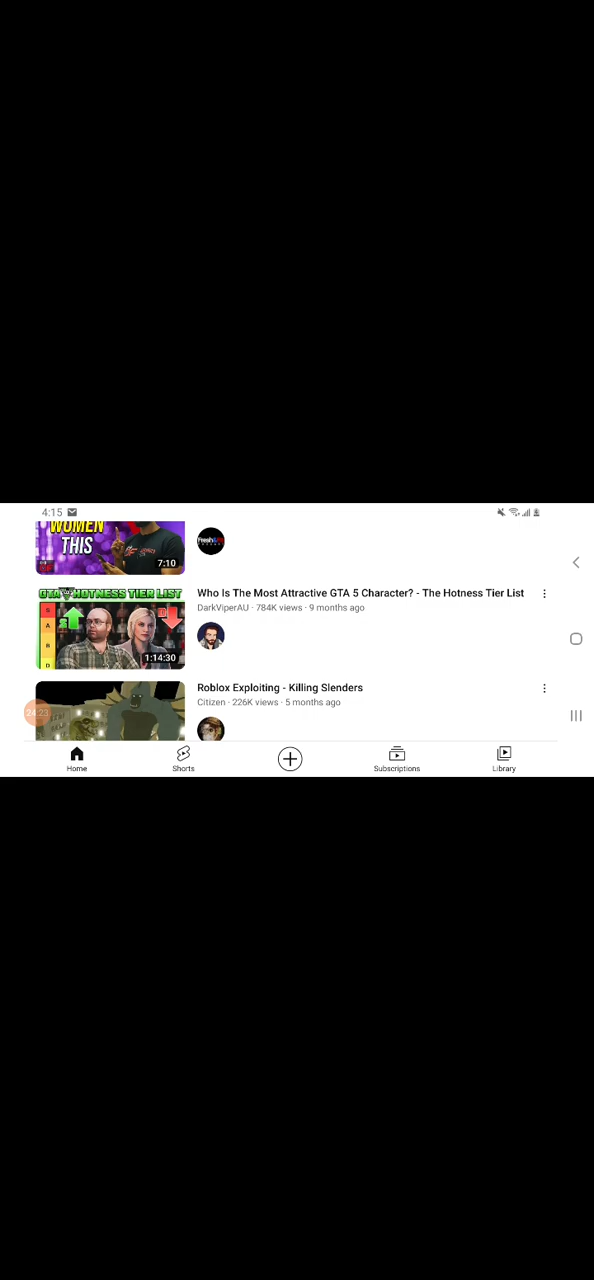 4:15
WOMEN
THIS
7:10
Who Is The Most Attractive GTA 5 Character? - The Hotness Tier List
DarkViperAU · 784K views · 9 months ago
GTA HOTNESS TIER LIST
S
A
B
D
1:14:30
Roblox Exploiting - Killing Slenders
Citizen · 226K views · 5 months ago
24:23
Home
Shorts
Subscriptions
Library